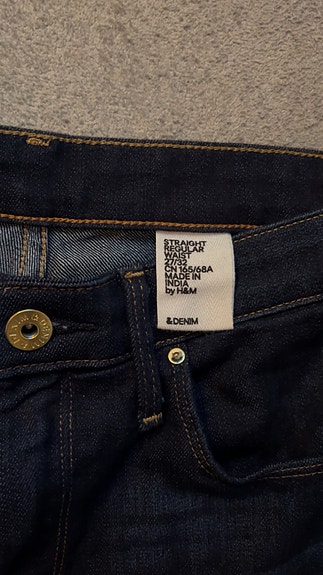 STRAIGHT
REGULAR
WAIST
27/32
CN 165/68A
MADE IN
INDIA
by H&M
&DENIM